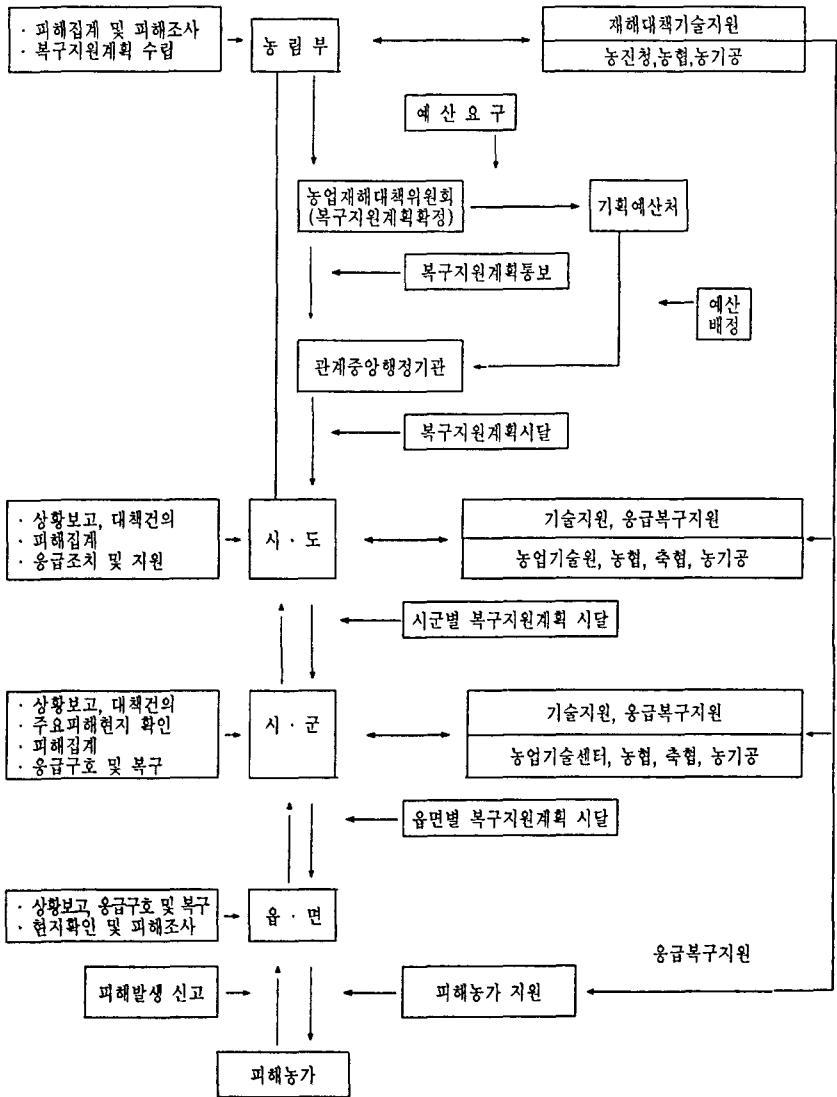 · 피해집계 및 피해조사
· 복구지원계획 수립
농림부
재해대책기술지원
농진청,농협,농기공
예산요구
농업재해대책위원회
(복구지원계획확정)
기획예산처
복구지원계획통보
예산
배정
관계중앙행정기관
복구지원계획시달
· 상황보고, 대책건의
· 피해집계
· 응급조치 및 지원
시 · 도
기술지원, 응급복구지원
농업기술원, 농협, 축협, 농기공
시군별 복구지원계획 시달
· 상황보고, 대책건의
· 주요피해현지 확인
· 피해집계
· 응급구호 및 복구
시 · 군
기술지원, 응급복구지원
농업기술센터, 농협, 축협, 농기공
읍면별 복구지원계획 시달
· 상황보고, 응급구호 및 복구
· 현지확인 및 피해조사
읍 · 면
응급복구지원
피해발생 신고
피해농가 지원
피해농가